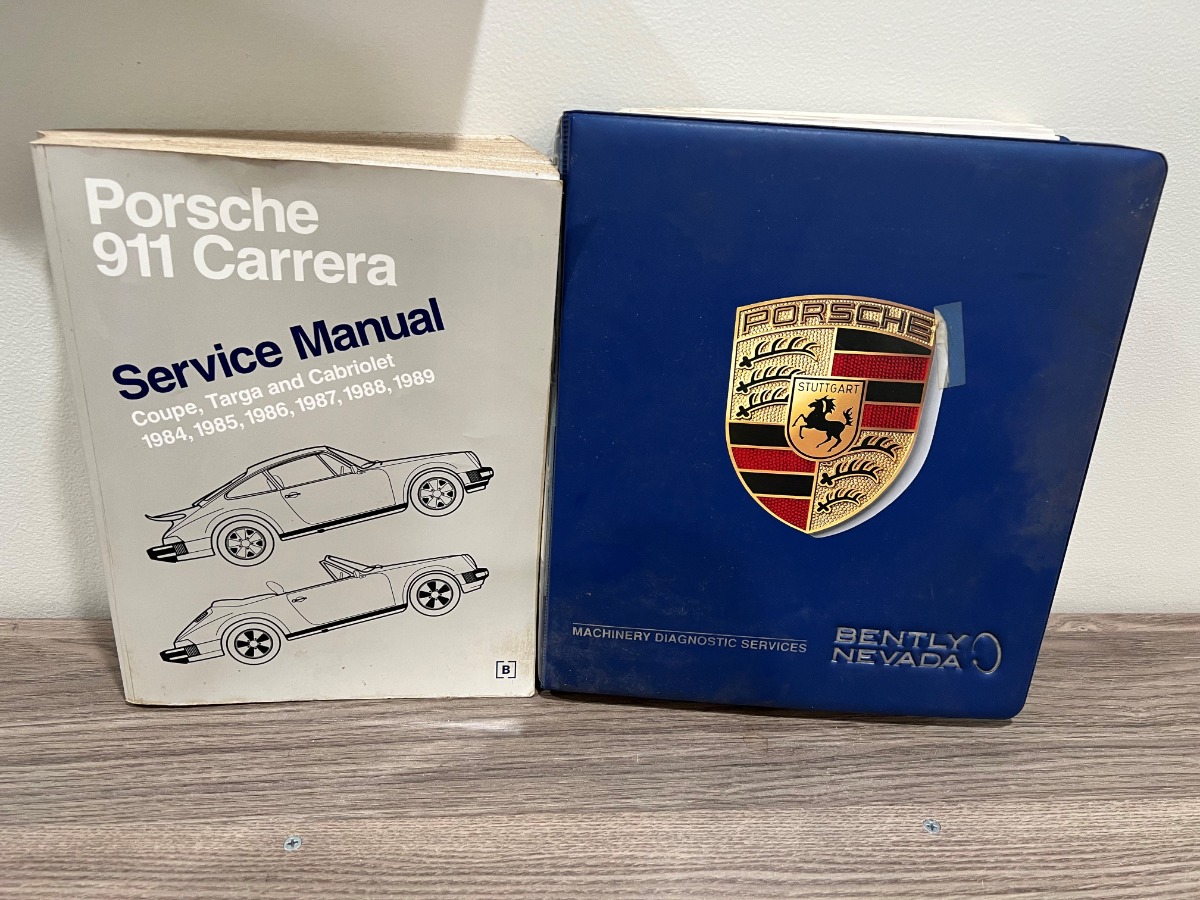 Porsche
911 Carrera
Service Manual
Coupe, Targa and Cabriolet
1984, 1985, 1986, 1987, 1988, 1989
B
PORSCHE
STUTTGART
MACHINERY DIAGNOSTIC SERVICES
BENTLY
NEVADA